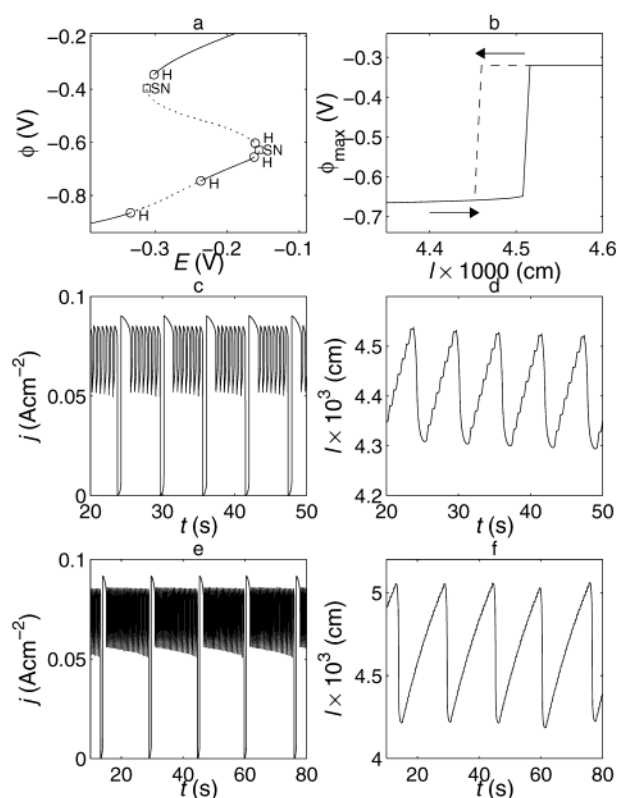 a
b
−0.2
−0.4
−0.6
−0.8
ϕ (V)
H
SN
H
SN
H
H
H
−0.3
−0.2
−0.1
E (V)
−0.3
−0.4
−0.5
−0.6
−0.7
ϕmax (V)
4.4
4.5
4.6
l × 1000 (cm)
c
d
0.1
0.05
0
j (Acm−2)
20
30
40
50
t (s)
4.5
4.4
4.3
4.2
l × 10³ (cm)
20
30
40
50
t (s)
e
f
0.1
0.05
0
j (Acm−2)
20
40
60
80
t (s)
5
4.5
4
l × 10³ (cm)
20
40
60
80
t (s)